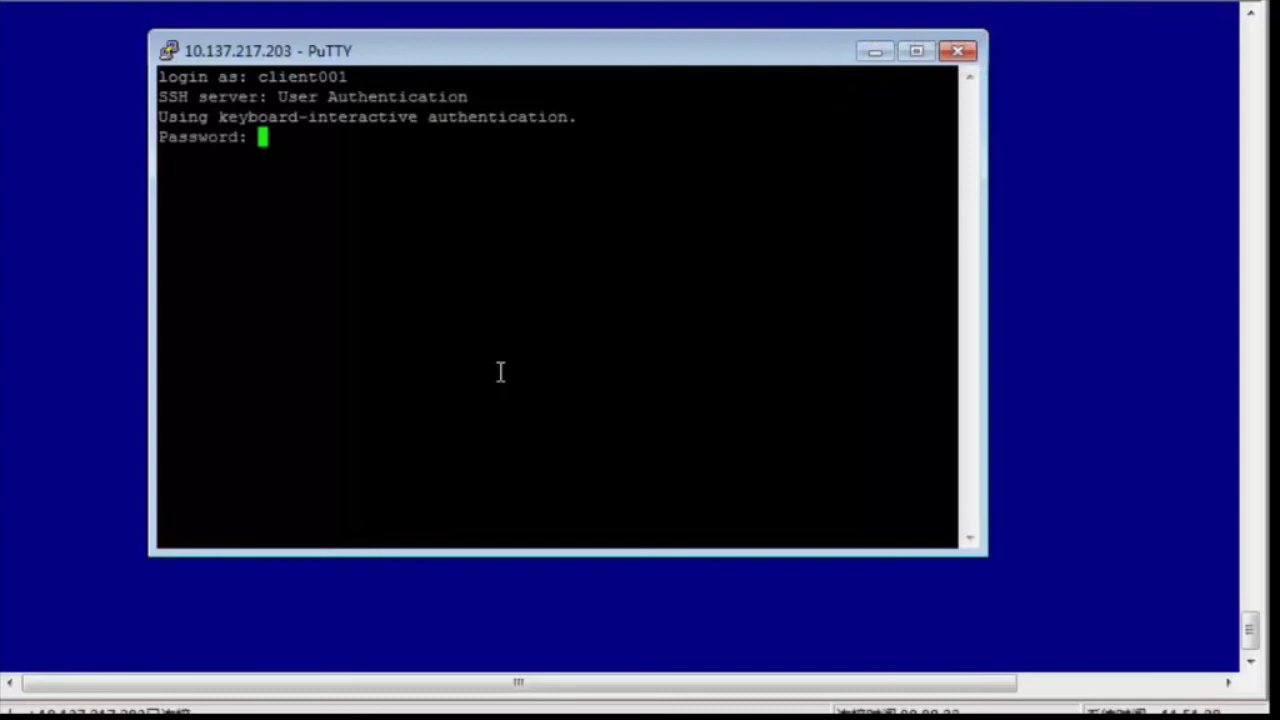 10.137.217.203 - PuTTY
login as: client001
SSH server: User Authentication
Using keyboard-interactive authentication.
Password: